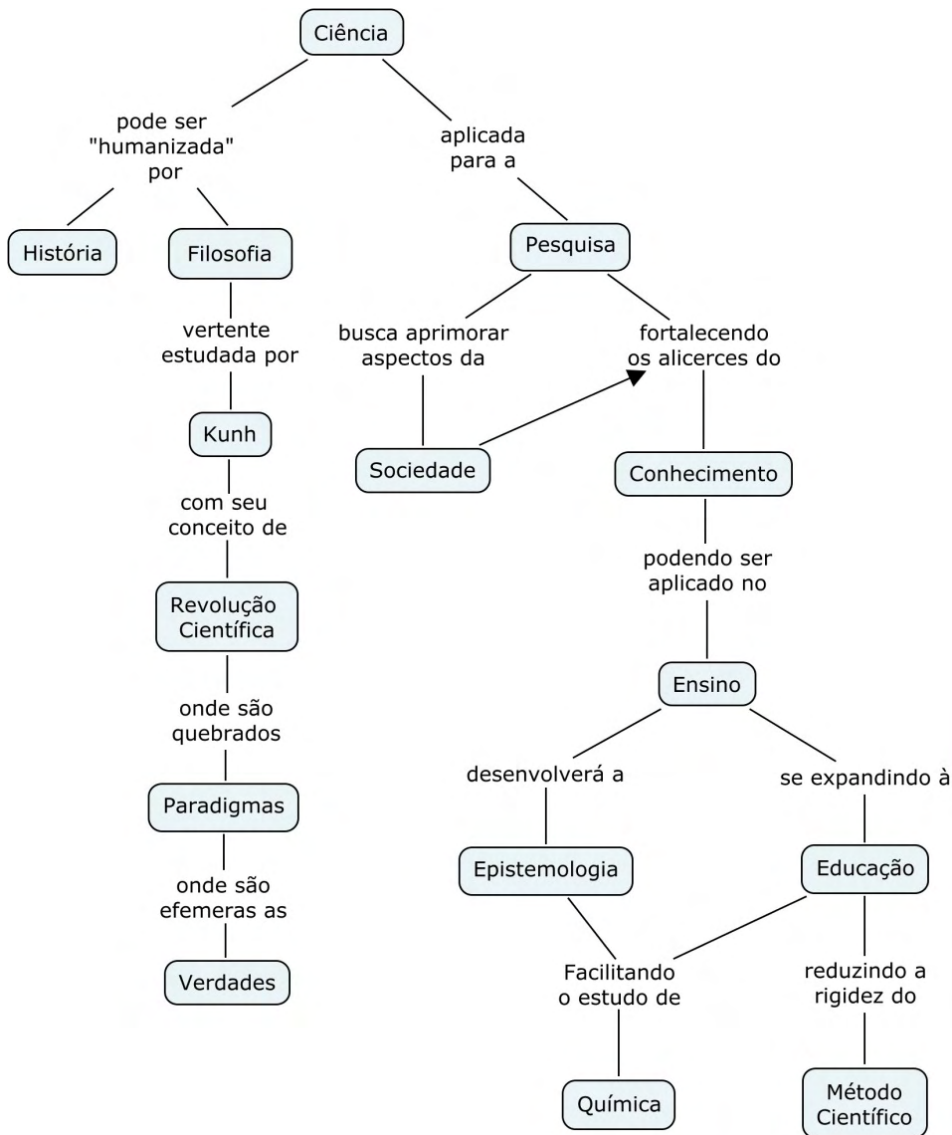 Ciência
pode ser
"humanizada"
por
aplicada
para a
História
Filosofia
Pesquisa
vertente
estudada por
busca aprimorar
aspectos da
fortalecendo
os alicerces do
Kunh
Sociedade
Conhecimento
com seu
conceito de
podendo ser
aplicado no
Revolução
Científica
Ensino
onde são
quebrados
desenvolverá a
se expandindo à
Paradigmas
Epistemologia
Educação
onde são
efemeras as
Verdades
Facilitando
o estudo de
reduzindo a
rigidez do
Química
Método
Científico